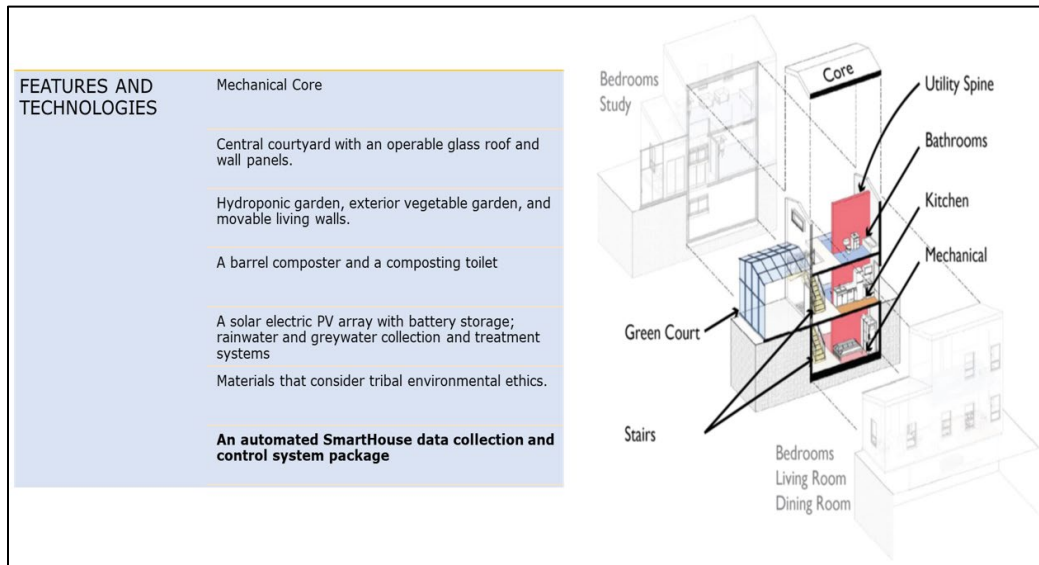 FEATURES AND
TECHNOLOGIES
Mechanical Core
Central courtyard with an operable glass roof and
wall panels.
Hydroponic garden, exterior vegetable garden, and
movable living walls.
A barrel composter and a composting toilet
A solar electric PV array with battery storage;
rainwater and greywater collection and treatment
systems
Materials that consider tribal environmental ethics.
An automated SmartHouse data collection and
control system package
Bedrooms
Study
Core
Utility Spine
Bathrooms
Kitchen
Mechanical
Green Court
Stairs
Bedrooms
Living Room
Dining Room